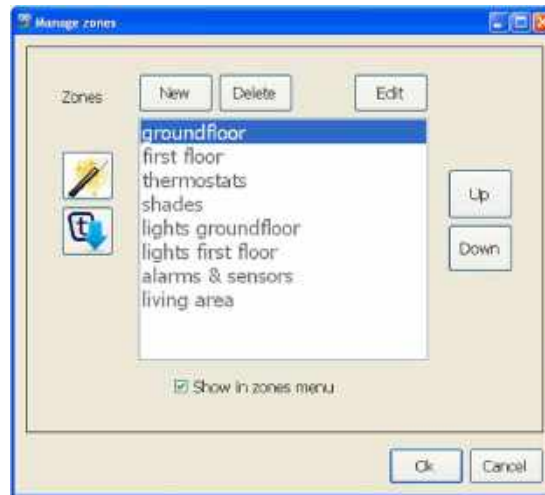 Manage zones
Zones New Delete Edit
groundfloor
first floor
thermostats
shades
lights groundfloor
lights first floor
alarms & sensors
living area
Up
Down
Show in zones menu
Ok Cancel